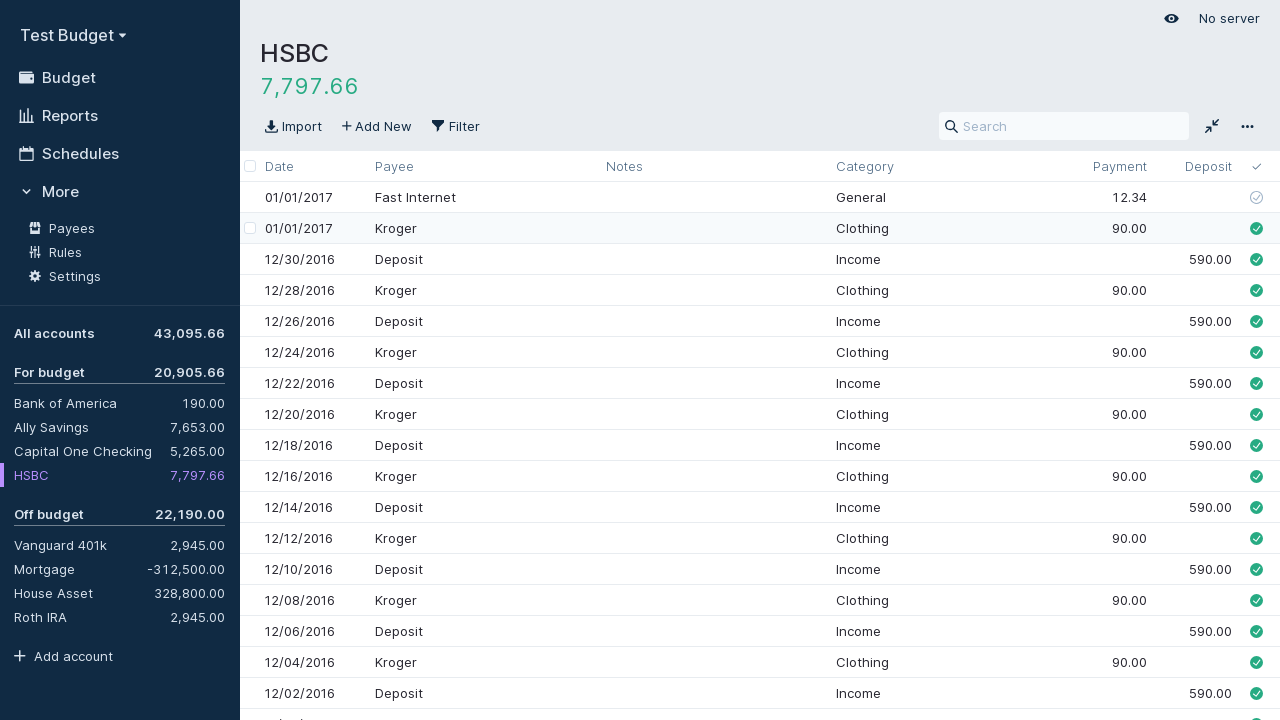 Test Budget
Budget
Reports
Schedules
More
Payees
Rules
Settings
All accounts 43,095.66
For budget 20,905.66
Bank of America 190.00
Ally Savings 7,653.00
Capital One Checking 5,265.00
HSBC 7,797.66
Off budget 22,190.00
Vanguard 401k 2,945.00
Mortgage -312,500.00
House Asset 328,800.00
Roth IRA 2,945.00
Add account
No server
HSBC
7,797.66
Import Add New Filter Search
Date Payee Notes Category Payment Deposit
01/01/2017 Fast Internet General 12.34
01/01/2017 Kroger Clothing 90.00
12/30/2016 Deposit Income 590.00
12/28/2016 Kroger Clothing 90.00
12/26/2016 Deposit Income 590.00
12/24/2016 Kroger Clothing 90.00
12/22/2016 Deposit Income 590.00
12/20/2016 Kroger Clothing 90.00
12/18/2016 Deposit Income 590.00
12/16/2016 Kroger Clothing 90.00
12/14/2016 Deposit Income 590.00
12/12/2016 Kroger Clothing 90.00
12/10/2016 Deposit Income 590.00
12/08/2016 Kroger Clothing 90.00
12/06/2016 Deposit Income 590.00
12/04/2016 Kroger Clothing 90.00
12/02/2016 Deposit Income 590.00